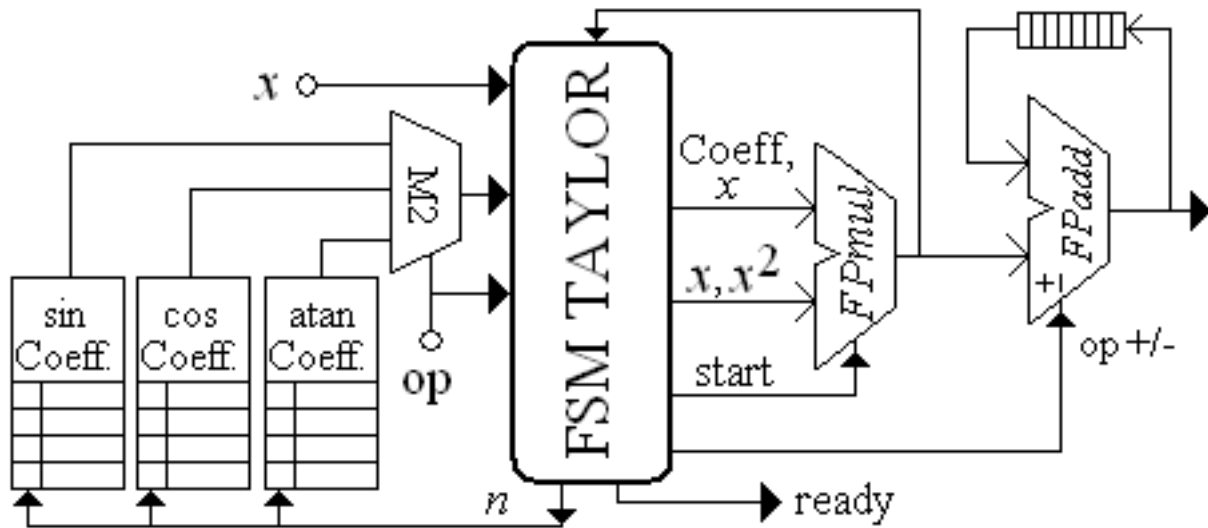 x
M2
sin
Coeff.
cos
Coeff.
atan
Coeff.
op
FSM TAYLOR
Coeff,
x
x, x²
start
FPmul
FPadd
±
op +/-
n
ready